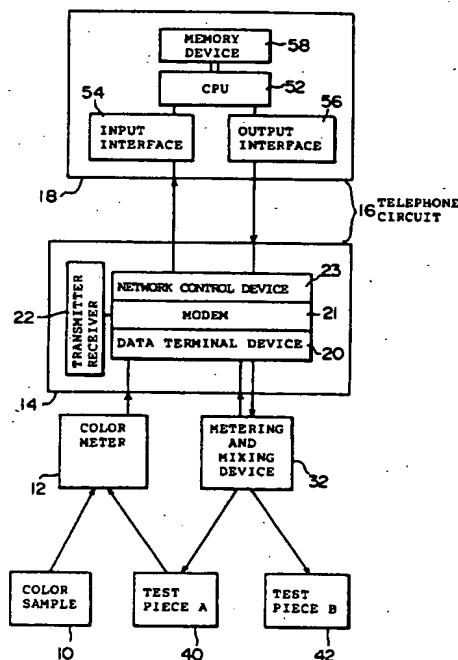 MEMORY
DEVICE
58
CPU
52
54
56
INPUT
INTERFACE
OUTPUT
INTERFACE
18
16 TELEPHONE
CIRCUIT
23
NETWORK CONTROL DEVICE
22
TRANSMITTER
RECEIVER
MODEM
21
DATA TERMINAL DEVICE
20
14
COLOR
METER
METERING
AND
MIXING
DEVICE
12
32
COLOR
SAMPLE
TEST
PIECE A
TEST
PIECE B
10
40
42